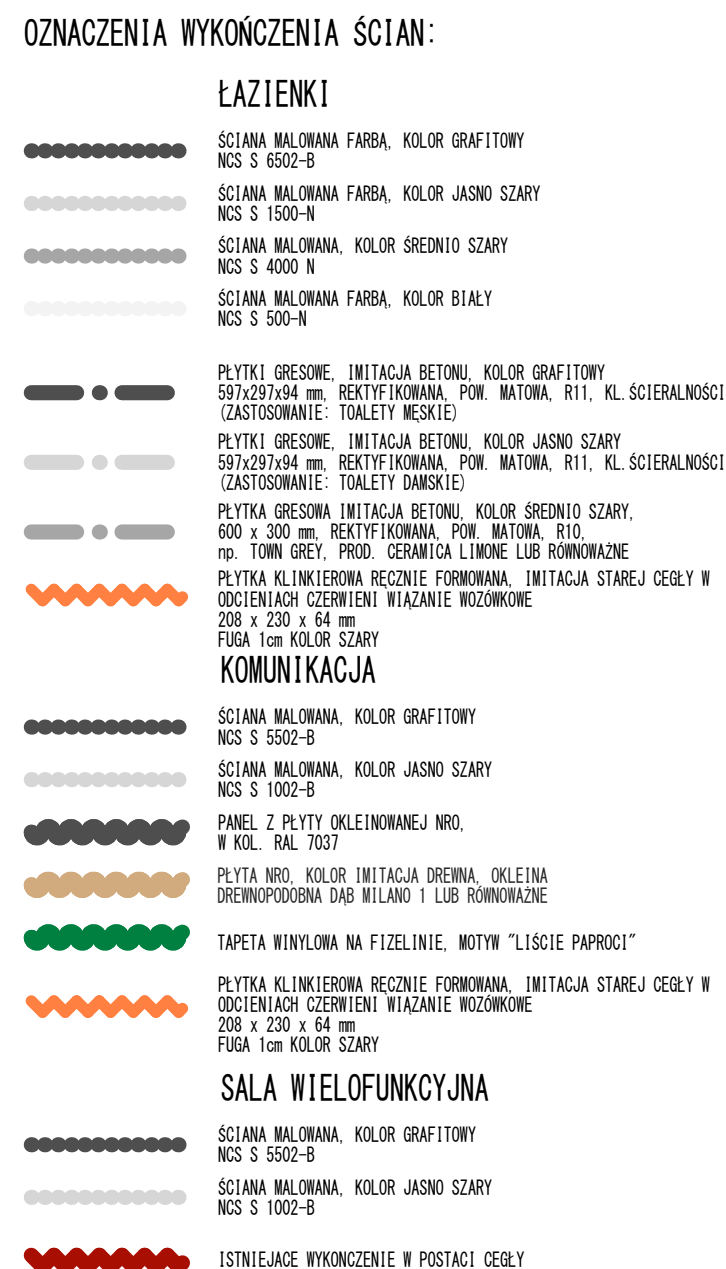 OZNACZENIA WYKOŃCZENIA ŚCIAN:
ŁAZIENKI
ŚCIANA MALOWANA FARBĄ, KOLOR GRAFITOWY
NCS S 6502-B
ŚCIANA MALOWANA FARBĄ, KOLOR JASNO SZARY
NCS S 1500-N
ŚCIANA MALOWANA, KOLOR ŚREDNIO SZARY
NCS S 4000 N
ŚCIANA MALOWANA FARBĄ, KOLOR BIAŁY
NCS S 500-N
PŁYTKI GRESOWE, IMITACJA BETONU, KOLOR GRAFITOWY
597x297x94 mm, REKTYFIKOWANA, POW. MATOWA, R11, KL.ŚCIERALNOŚCI
(ZASTOSOWANIE: TOALETY MĘSKIE)
PŁYTKI GRESOWE, IMITACJA BETONU, KOLOR JASNO SZARY
597x297x94 mm, REKTYFIKOWANA, POW. MATOWA, R11, KL.ŚCIERALNOŚCI
(ZASTOSOWANIE: TOALETY DAMSKIE)
PŁYTKA GRESOWA IMITACJA BETONU, KOLOR ŚREDNIO SZARY,
600 x 300 mm, REKTYFIKOWANA, POW. MATOWA, R10,
np. TOWN GREY, PROD. CERAMICA LIMONE LUB RÓWNOWAŻNE
PŁYTKA KLINKIEROWA RĘCZNIE FORMOWANA, IMITACJA STAREJ CEGŁY W
ODCIENIACH CZERWIENI WIĄZANIE WOZÓWKOWE
208 x 230 x 64 mm
FUGA 1cm KOLOR SZARY
KOMUNIKACJA
ŚCIANA MALOWANA, KOLOR GRAFITOWY
NCS S 5502-B
ŚCIANA MALOWANA, KOLOR JASNO SZARY
NCS S 1002-B
PANEL Z PŁYTY OKLEINOWANEJ NRO,
W KOL. RAL 7037
PŁYTA NRO, KOLOR IMITACJA DREWNA, OKLEINA
DREWNOPODOBNA DĄB MILANO 1 LUB RÓWNOWAŻNE
TAPETA WINYLOWA NA FIZELINIE, MOTYW "LIŚCIE PAPROCI"
PŁYTKA KLINKIEROWA RĘCZNIE FORMOWANA, IMITACJA STAREJ CEGŁY W
ODCIENIACH CZERWIENI WIĄZANIE WOZÓWKOWE
208 x 230 x 64 mm
FUGA 1cm KOLOR SZARY
SALA WIELOFUNKCYJNA
ŚCIANA MALOWANA, KOLOR GRAFITOWY
NCS S 5502-B
ŚCIANA MALOWANA, KOLOR JASNO SZARY
NCS S 1002-B
ISTNIEJACE WYKONCZENIE W POSTACI CEGŁY